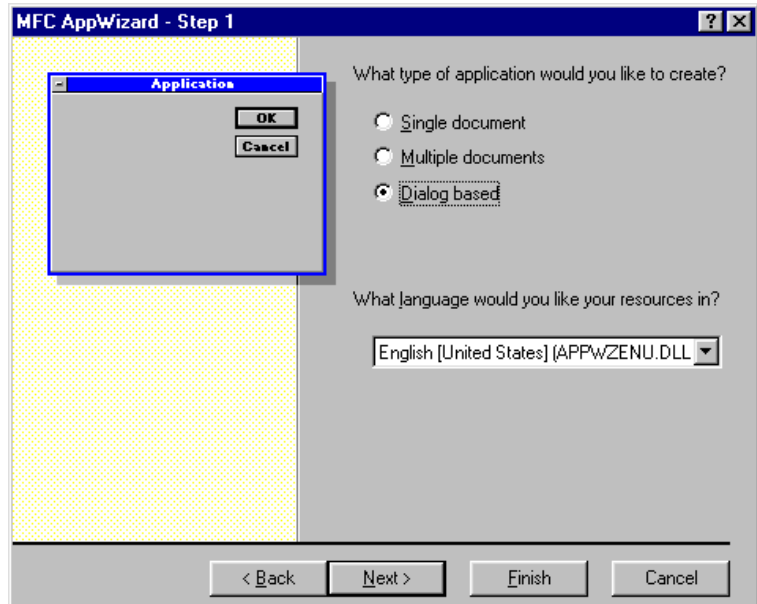 MFC AppWizard - Step 1
Application
OK
Cancel
What type of application would you like to create?
Single document
Multiple documents
Dialog based
What language would you like your resources in?
English [United States] (APPWZENU.DLL
< Back Next > Finish Cancel